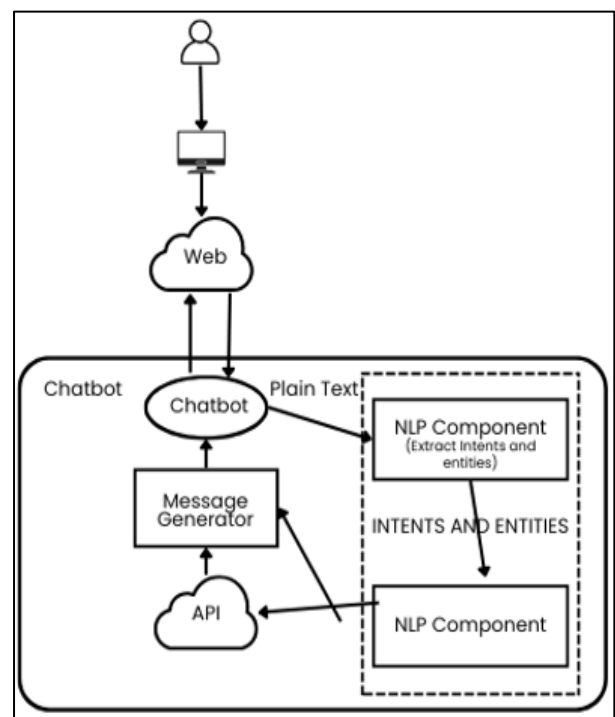 Web
Chatbot
Chatbot
Plain Text
NLP Component
(Extract Intents and
entities)
Message
Generator
INTENTS AND ENTITIES
API
NLP Component